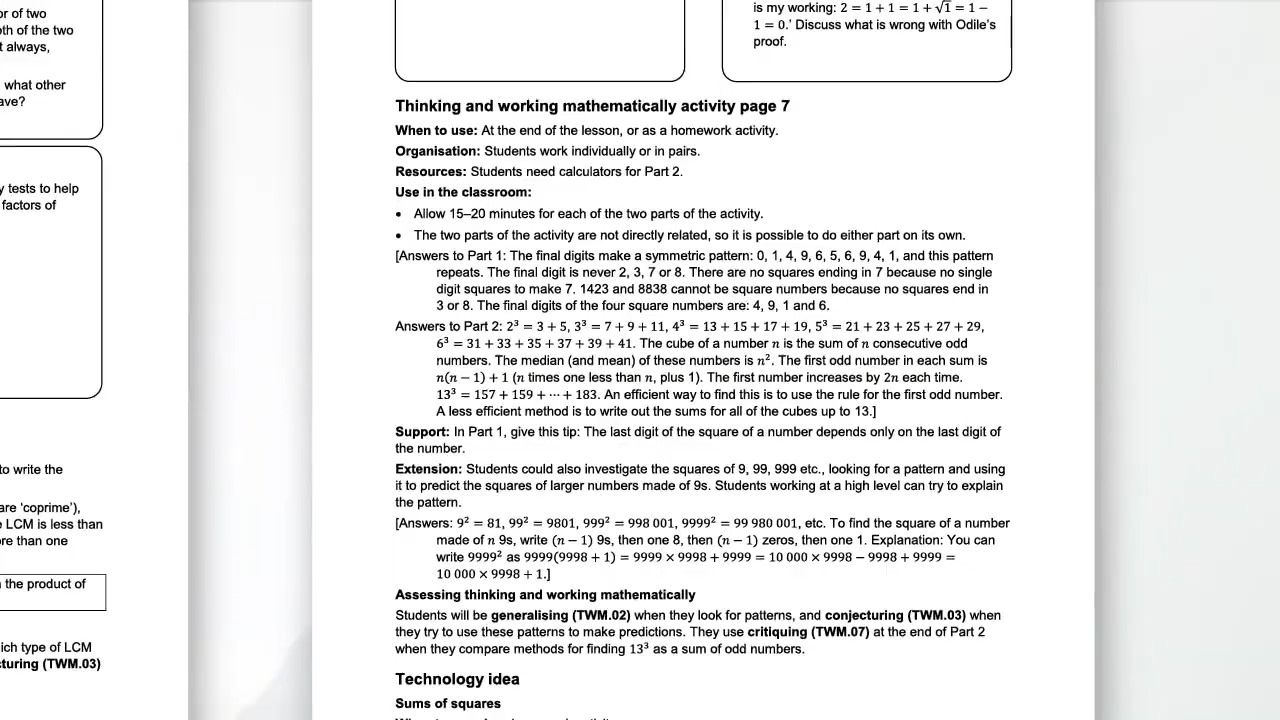 or of two
oth of the two
t always,
what other
ave?
y tests to help
factors of
to write the
are 'coprime'),
e LCM is less than
ore than one
n the product of
ich type of LCM
cturing (TWM.03)
is my working: 2 = 1 + 1 = 1 + √1 = 1 −
1 = 0.' Discuss what is wrong with Odile's
proof.
Thinking and working mathematically activity page 7
When to use: At the end of the lesson, or as a homework activity.
Organisation: Students work individually or in pairs.
Resources: Students need calculators for Part 2.
Use in the classroom:
• Allow 15–20 minutes for each of the two parts of the activity.
• The two parts of the activity are not directly related, so it is possible to do either part on its own.
[Answers to Part 1: The final digits make a symmetric pattern: 0, 1, 4, 9, 6, 5, 6, 9, 4, 1, and this pattern
repeats. The final digit is never 2, 3, 7 or 8. There are no squares ending in 7 because no single
digit squares to make 7. 1423 and 8838 cannot be square numbers because no squares end in
3 or 8. The final digits of the four square numbers are: 4, 9, 1 and 6.
Answers to Part 2: 2³ = 3 + 5, 3³ = 7 + 9 + 11, 4³ = 13 + 15 + 17 + 19, 5³ = 21 + 23 + 25 + 27 + 29,
6³ = 31 + 33 + 35 + 37 + 39 + 41. The cube of a number n is the sum of n consecutive odd
numbers. The median (and mean) of these numbers is n². The first odd number in each sum is
n(n − 1) + 1 (n times one less than n, plus 1). The first number increases by 2n each time.
13³ = 157 + 159 + ⋯ + 183. An efficient way to find this is to use the rule for the first odd number.
A less efficient method is to write out the sums for all of the cubes up to 13.]
Support: In Part 1, give this tip: The last digit of the square of a number depends only on the last digit of
the number.
Extension: Students could also investigate the squares of 9, 99, 999 etc., looking for a pattern and using
it to predict the squares of larger numbers made of 9s. Students working at a high level can try to explain
the pattern.
[Answers: 9² = 81, 99² = 9801, 999² = 998 001, 9999² = 99 980 001, etc. To find the square of a number
made of n 9s, write (n − 1) 9s, then one 8, then (n − 1) zeros, then one 1. Explanation: You can
write 9999² as 9999(9998 + 1) = 9999 × 9998 + 9999 = 10 000 × 9998 − 9998 + 9999 =
10 000 × 9998 + 1.]
Assessing thinking and working mathematically
Students will be generalising (TWM.02) when they look for patterns, and conjecturing (TWM.03) when
they try to use these patterns to make predictions. They use critiquing (TWM.07) at the end of Part 2
when they compare methods for finding 13³ as a sum of odd numbers.
Technology idea
Sums of squares